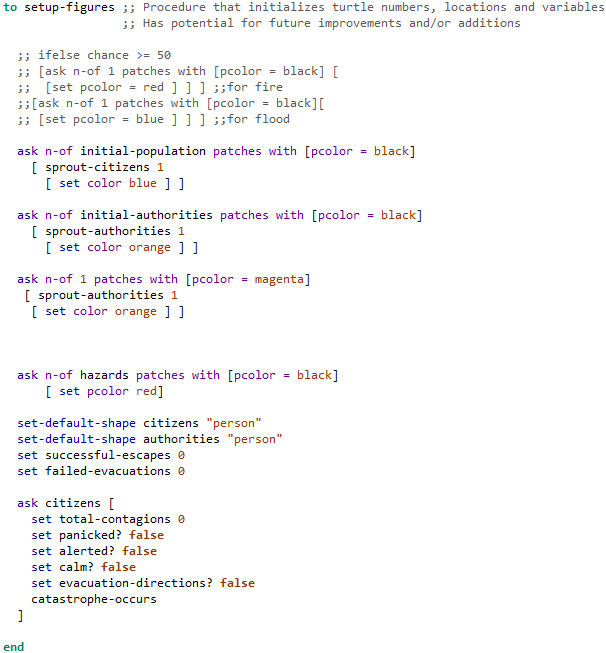 to setup-figures ;; Procedure that initializes turtle numbers, locations and variables
;; Has potential for future improvements and/or additions
;; ifelse chance >= 50
;; [ask n-of 1 patches with [pcolor = black] [
;;  [set pcolor = red ] ] ] ;;for fire
;;[ask n-of 1 patches with [pcolor = black][
;; [set pcolor = blue ] ] ] ;;for flood
ask n-of initial-population patches with [pcolor = black]
[ sprout-citizens 1
[ set color blue ] ]
ask n-of initial-authorities patches with [pcolor = black]
[ sprout-authorities 1
[ set color orange ] ]
ask n-of 1 patches with [pcolor = magenta]
[ sprout-authorities 1
[ set color orange ] ]
ask n-of hazards patches with [pcolor = black]
[ set pcolor red]
set-default-shape citizens "person"
set-default-shape authorities "person"
set successful-escapes 0
set failed-evacuations 0
ask citizens [
set total-contagions 0
set panicked? false
set alerted? false
set calm? false
set evacuation-directions? false
catastrophe-occurs
]
end